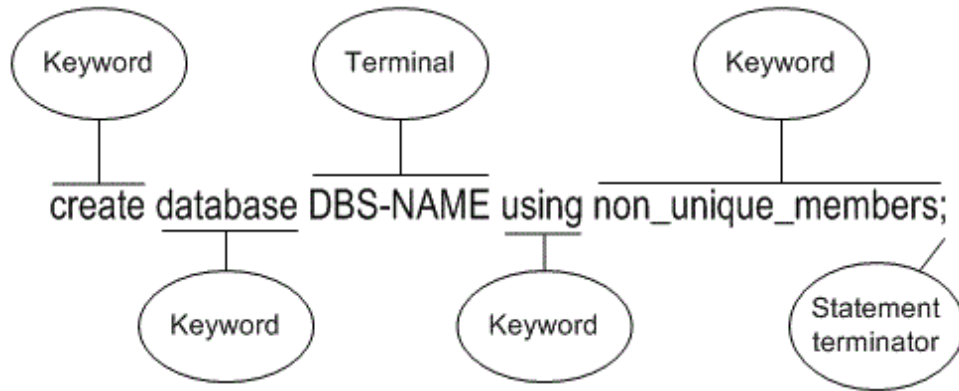 Keyword Terminal Keyword
create database DBS-NAME using non_unique_members;
Keyword Keyword Statement
terminator